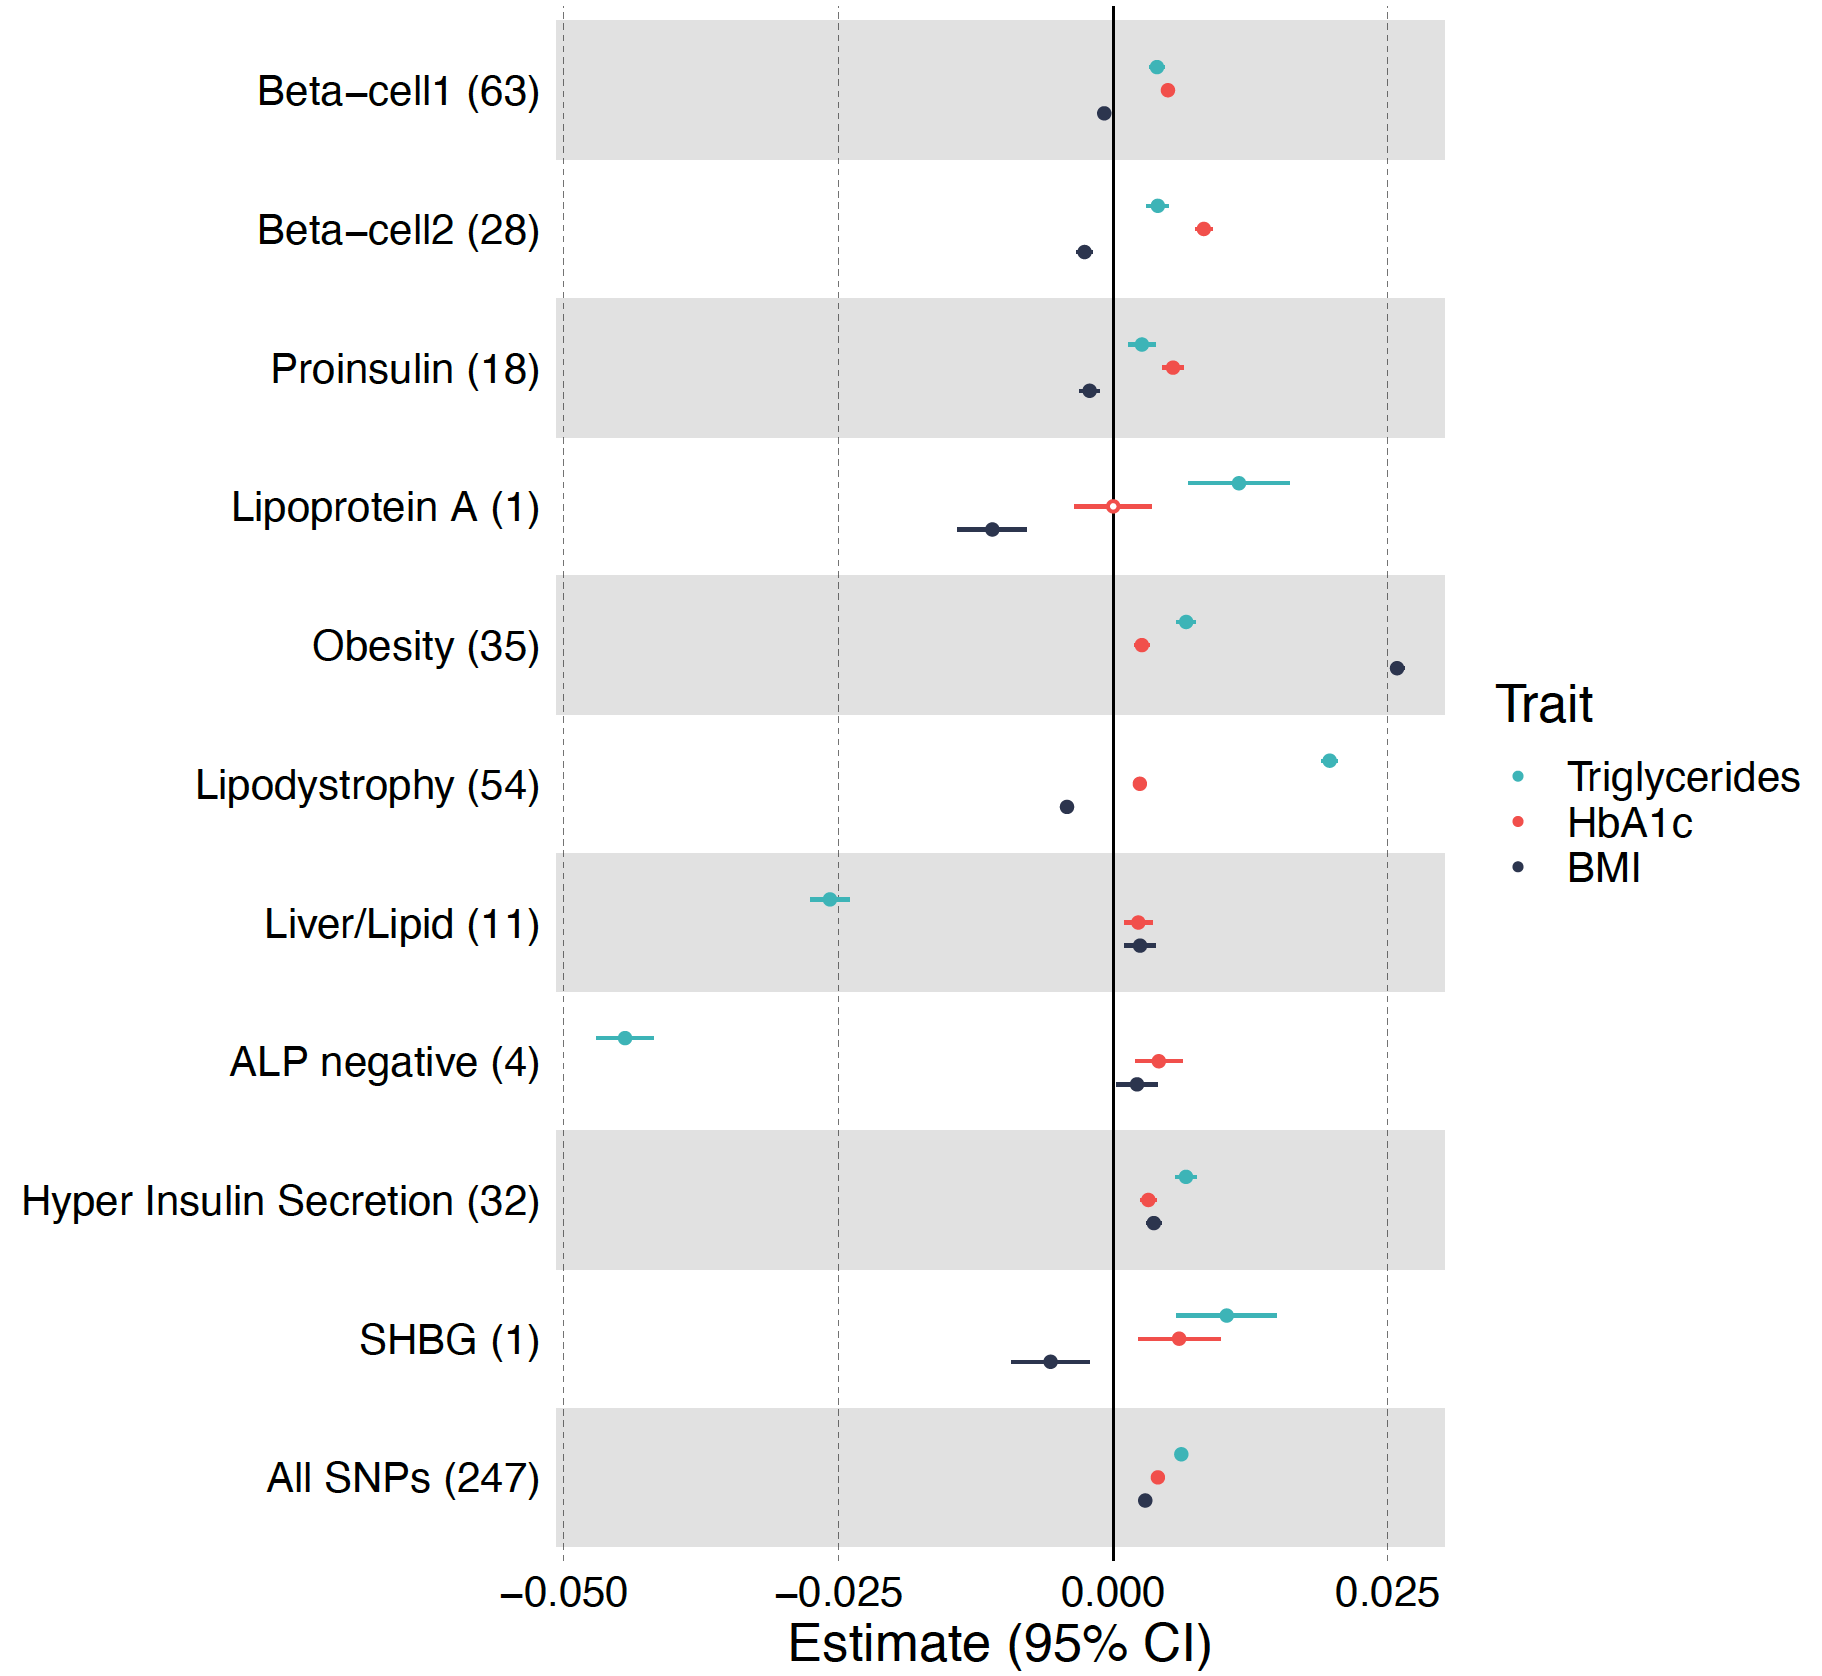 Beta−cell1 (63)
Beta−cell2 (28)
Proinsulin (18)
Lipoprotein A (1)
Obesity (35)
Lipodystrophy (54)
Liver/Lipid (11)
ALP negative (4)
Hyper Insulin Secretion (32)
SHBG (1)
All SNPs (247)
−0.050 −0.025 0.000 0.025
Estimate (95% CI)
Trait
Triglycerides
HbA1c
BMI